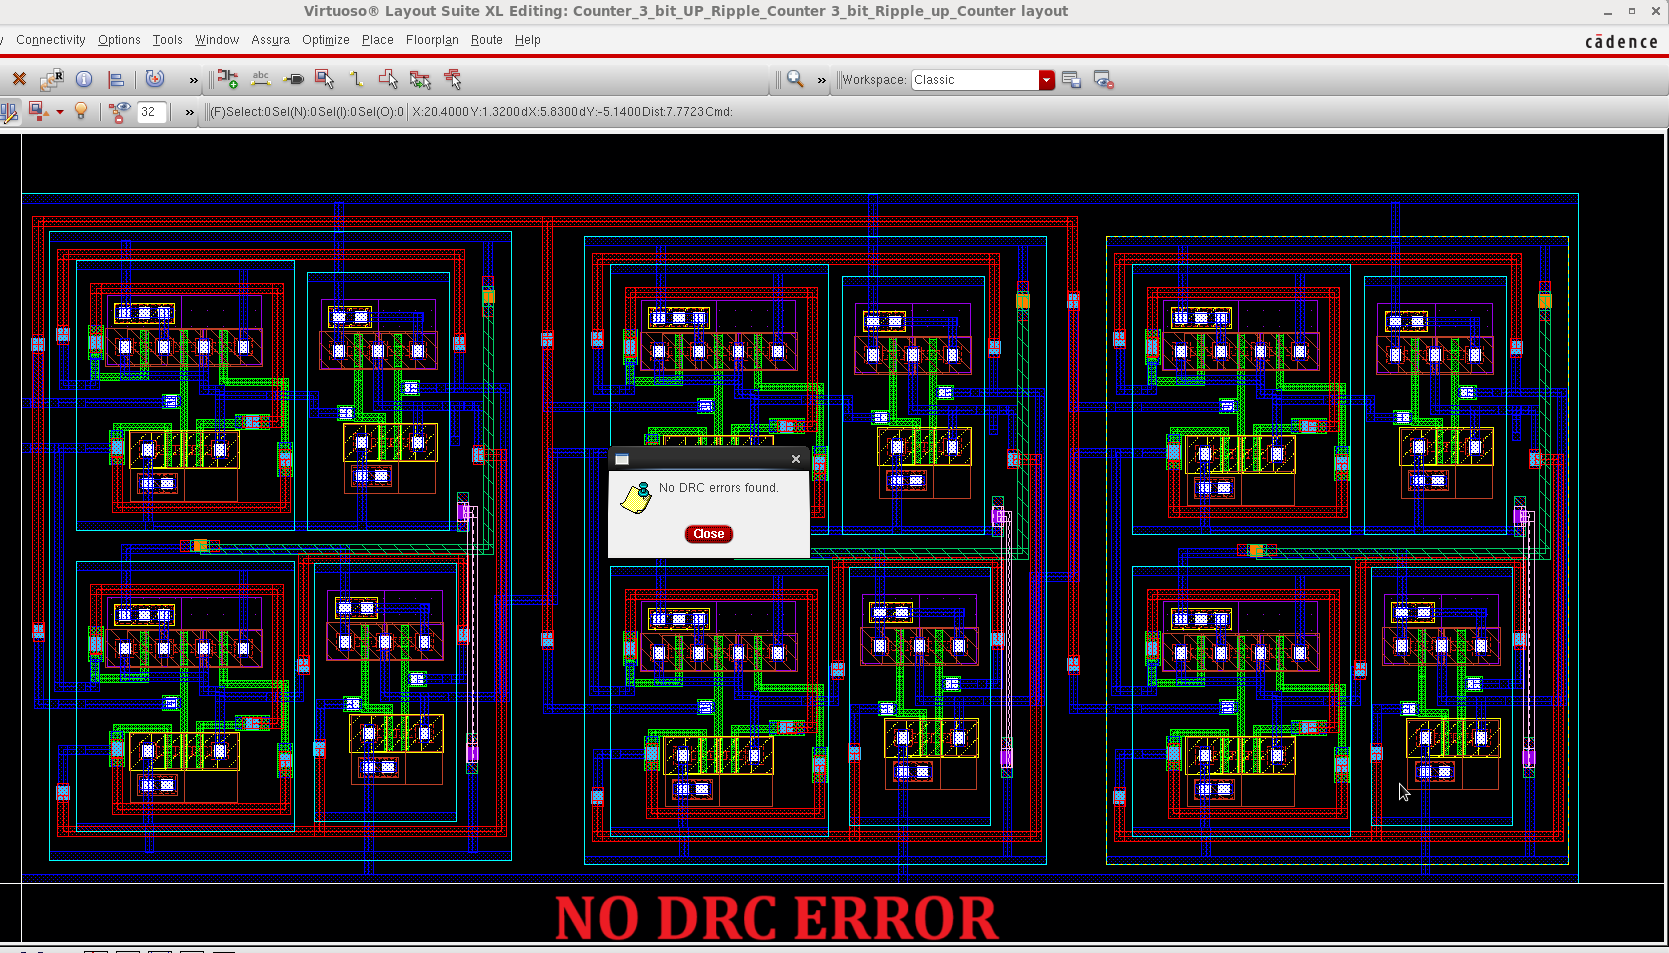 Virtuoso® Layout Suite XL Editing: Counter_3_bit_UP_Ripple_Counter 3_bit_Ripple_up_Counter layout
Connectivity Options Tools Window Assura Optimize Place Floorplan Route Help
cādence
R abc » » Workspace: Classic
32 » (F)Select:0 Sel(N):0 Sel(I):0 Sel(O):0 X:20.4000 Y:1.3200 dX:5.8300 dY:-5.1400 Dist:7.7723 Cmd:
No DRC errors found.
Close
NO DRC ERROR